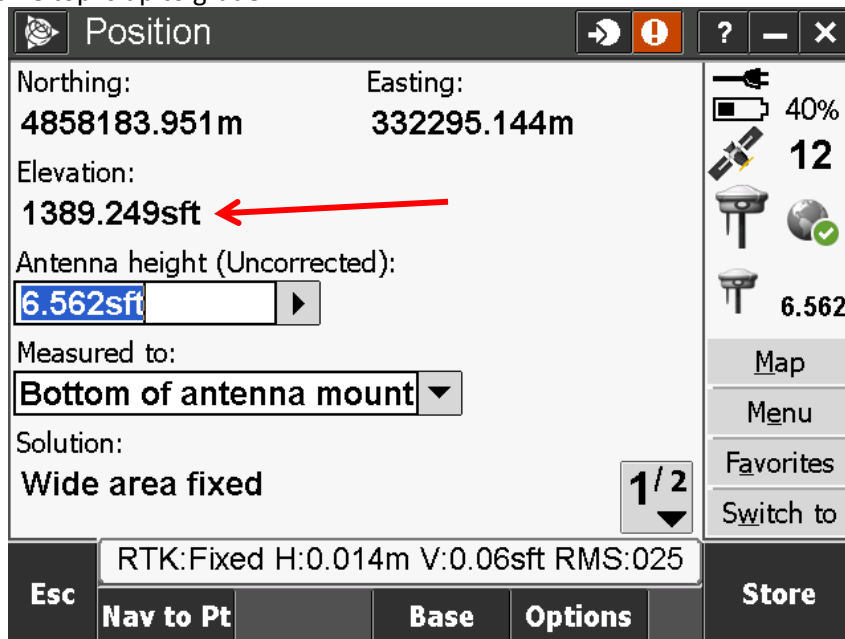 Position
? — ×
Northing: Easting:
4858183.951m 332295.144m
40%
12
Elevation:
1389.249sft
Antenna height (Uncorrected):
6.562sft
6.562
Measured to:
Bottom of antenna mount
Map
Menu
Solution:
Wide area fixed
Favorites
1/2
Switch to
RTK:Fixed H:0.014m V:0.06sft RMS:025
Esc
Nav to Pt Base Options
Store